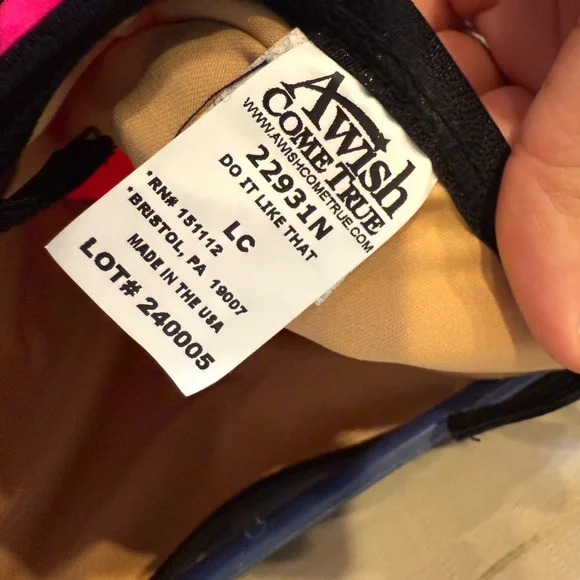 A Wish
COME TRUE
WWW.AWISHCOMETRUE.COM
22931N
DO IT LIKE THAT
LC
*RN# 151112
*BRISTOL, PA 19007
MADE IN THE USA
LOT# 240005